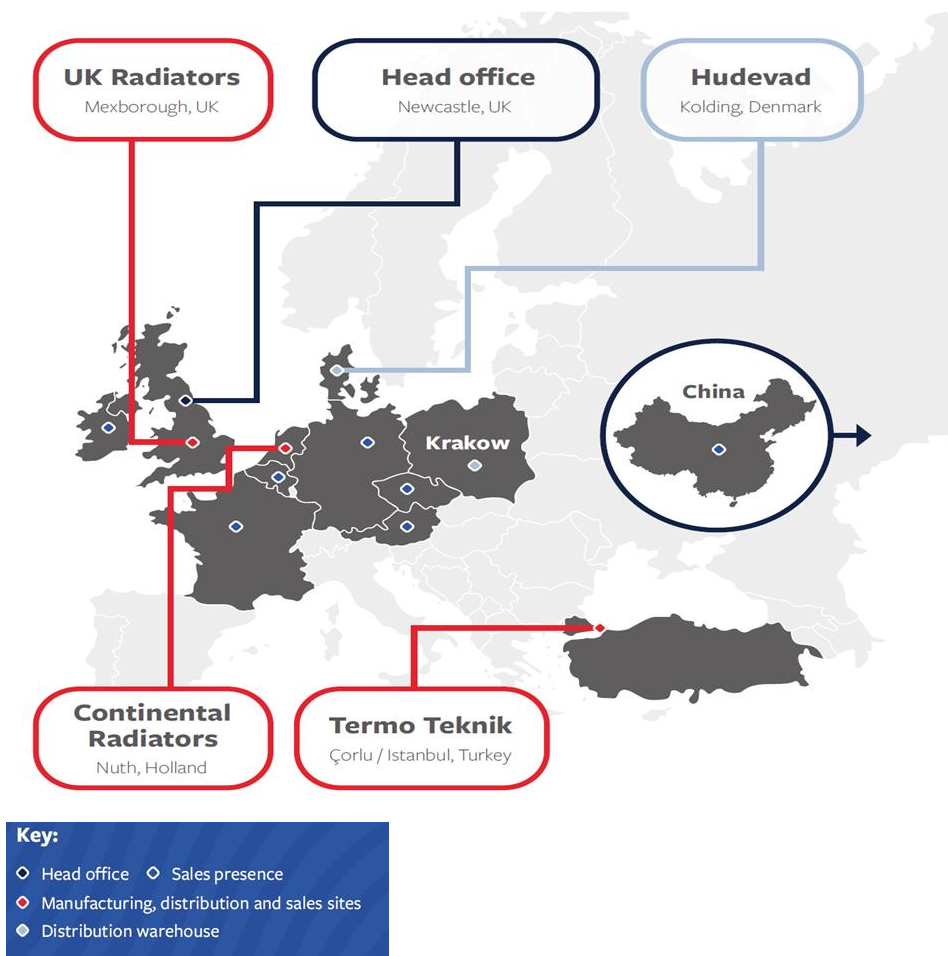 UK Radiators
Mexborough, UK
Head office
Newcastle, UK
Hudevad
Kolding, Denmark
China
Krakow
Continental
Radiators
Nuth, Holland
Termo Teknik
Çorlu / Istanbul, Turkey
Key:
Head office Sales presence
Manufacturing, distribution and sales sites
Distribution warehouse